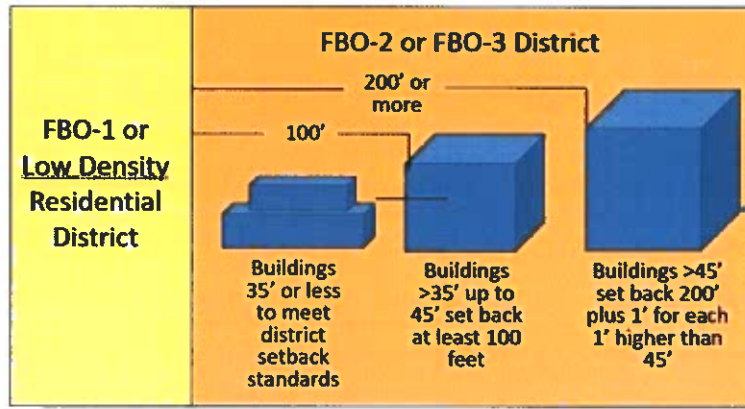 FBO-1 or
Low Density
Residential
District
FBO-2 or FBO-3 District
200’ or
more
100’
Buildings
35’ or less
to meet
district
setback
standards
Buildings
>35’ up to
45’ set back
at least 100
feet
Buildings >45’
set back 200’
plus 1’ for each
1’ higher than
45’